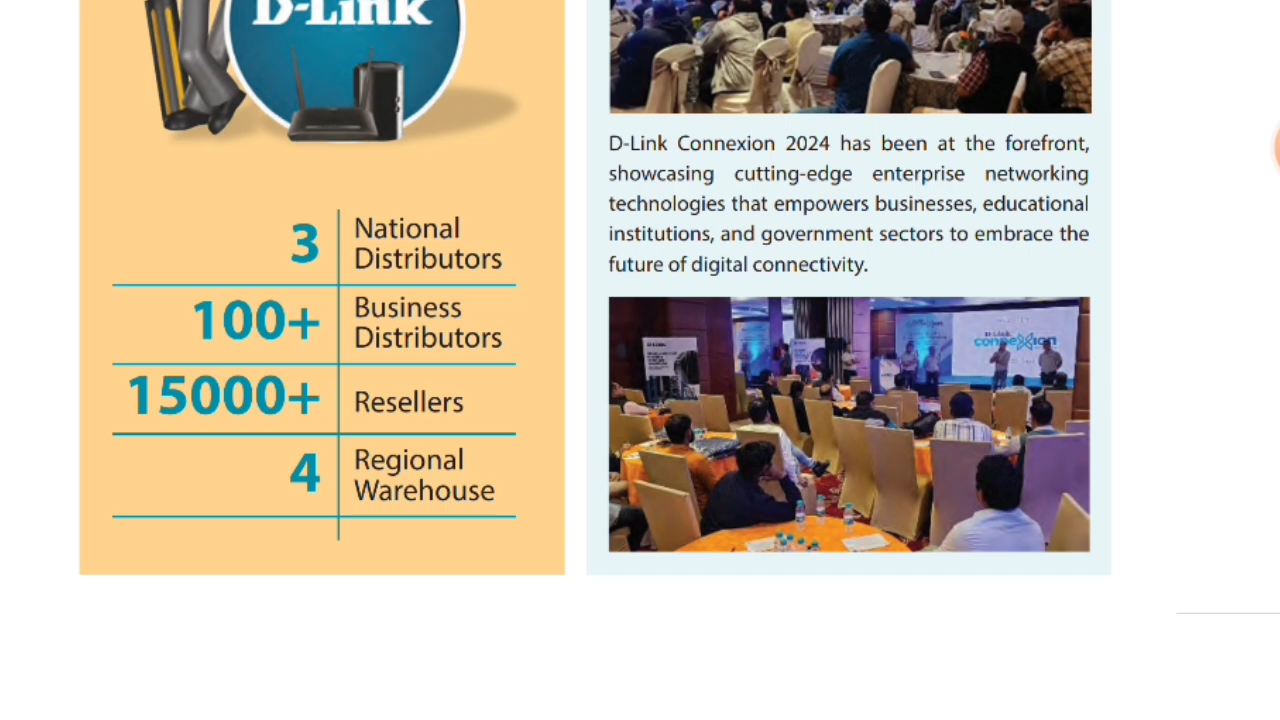 D-Link
3
National
Distributors
100+
Business
Distributors
15000+
Resellers
4
Regional
Warehouse
D-Link Connexion 2024 has been at the forefront,
showcasing cutting-edge enterprise networking
technologies that empowers businesses, educational
institutions, and government sectors to embrace the
future of digital connectivity.
D-Link
connexion